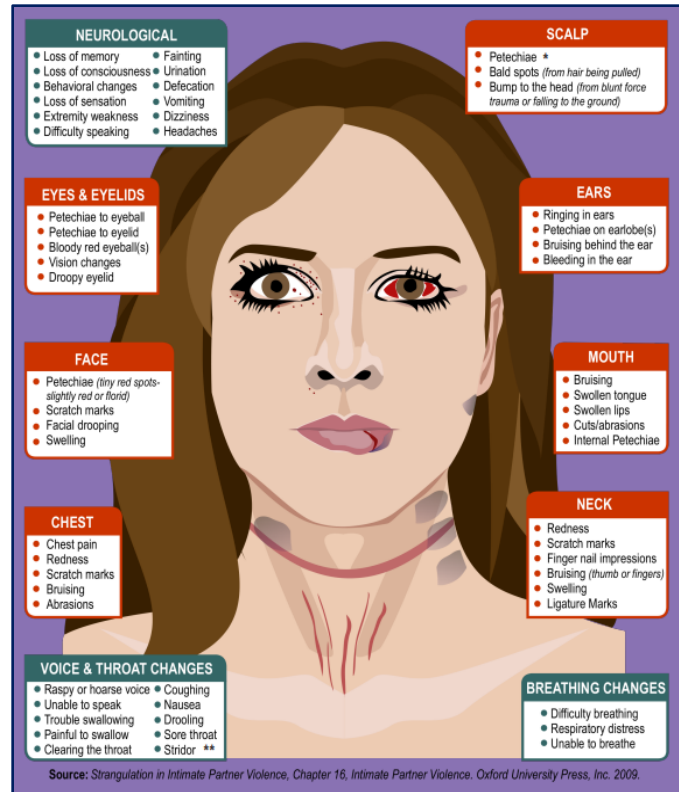 NEUROLOGICAL
Loss of memory
Loss of consciousness
Behavioral changes
Loss of sensation
Extremity weakness
Difficulty speaking
Fainting
Urination
Defecation
Vomiting
Dizziness
Headaches
SCALP
Petechiae *
Bald spots (from hair being pulled)
Bump to the head (from blunt force
trauma or falling to the ground)
EYES & EYELIDS
Petechiae to eyeball
Petechiae to eyelid
Bloody red eyeball(s)
Vision changes
Droopy eyelid
EARS
Ringing in ears
Petechiae on earlobe(s)
Bruising behind the ear
Bleeding in the ear
FACE
Petechiae (tiny red spots-
slightly red or florid)
Scratch marks
Facial drooping
Swelling
MOUTH
Bruising
Swollen tongue
Swollen lips
Cuts/abrasions
Internal Petechiae
CHEST
Chest pain
Redness
Scratch marks
Bruising
Abrasions
NECK
Redness
Scratch marks
Finger nail impressions
Bruising (thumb or fingers)
Swelling
Ligature Marks
VOICE & THROAT CHANGES
Raspy or hoarse voice
Unable to speak
Trouble swallowing
Painful to swallow
Clearing the throat
Coughing
Nausea
Drooling
Sore throat
Stridor **
BREATHING CHANGES
Difficulty breathing
Respiratory distress
Unable to breathe
Source: Strangulation in Intimate Partner Violence, Chapter 16, Intimate Partner Violence. Oxford University Press, Inc. 2009.